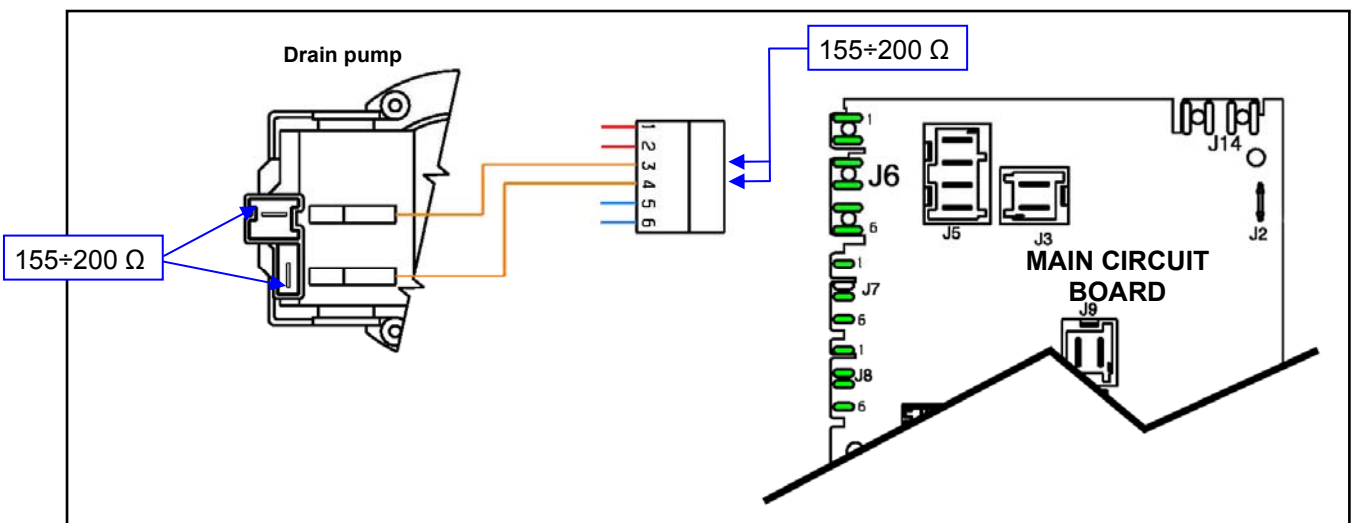 Drain pump
155÷200 Ω
155÷200 Ω
1
2
3
4
5
6
1
J6
6
1
J7
6
1
J8
6
J5
J3
J14
J2
MAIN CIRCUIT
BOARD
J9